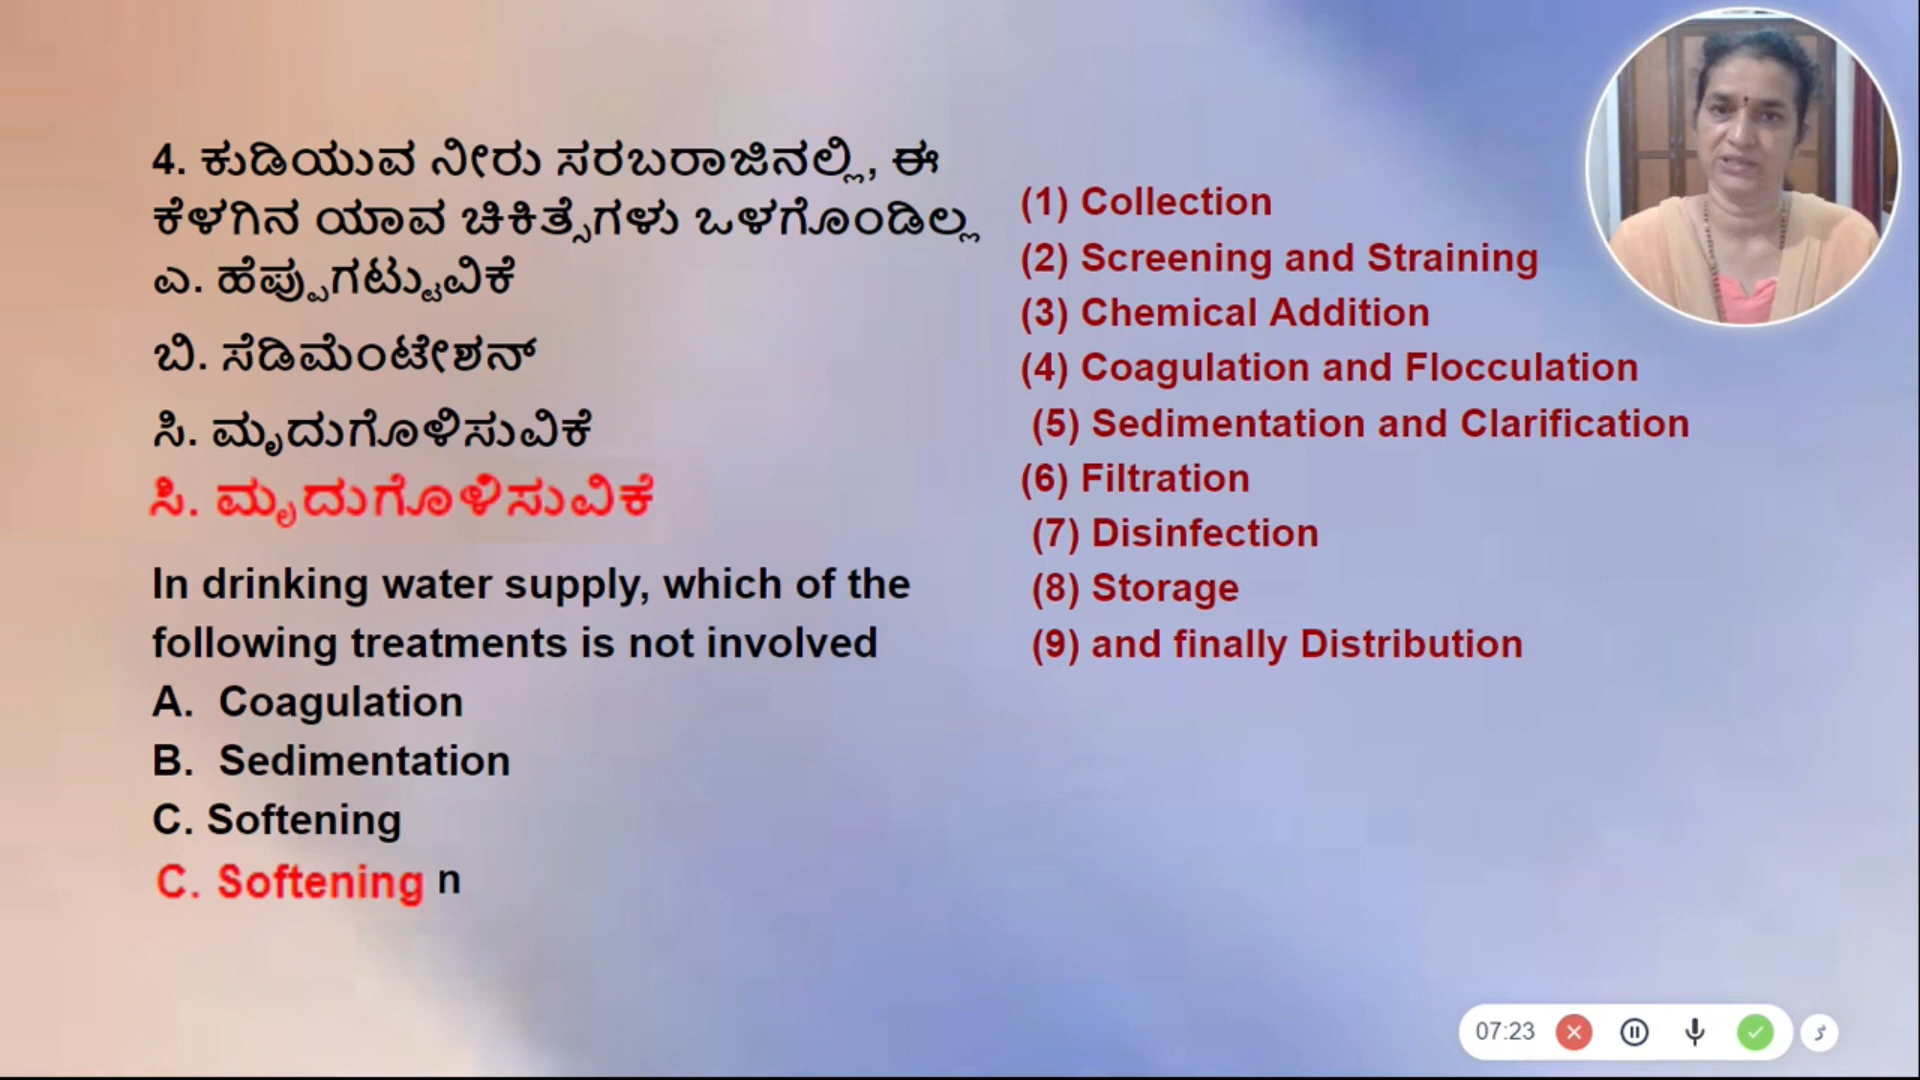 4. ಕುಡಿಯುವ ನೀರು ಸರಬರಾಜಿನಲ್ಲಿ, ಈ
ಕೆಳಗಿನ ಯಾವ ಚಿಕಿತ್ಸೆಗಳು ಒಳಗೊಂಡಿಲ್ಲ
ಎ. ಹೆಪ್ಪುಗಟ್ಟುವಿಕೆ
ಬಿ. ಸೆಡಿಮೆಂಟೇಶನ್
ಸಿ. ಮೃದುಗೊಳಿಸುವಿಕೆ
ಸಿ. ಮೃದುಗೊಳಿಸುವಿಕೆ
In drinking water supply, which of the
following treatments is not involved
A. Coagulation
B. Sedimentation
C. Softening
C. Softening n
(1) Collection
(2) Screening and Straining
(3) Chemical Addition
(4) Coagulation and Flocculation
(5) Sedimentation and Clarification
(6) Filtration
(7) Disinfection
(8) Storage
(9) and finally Distribution
07:23